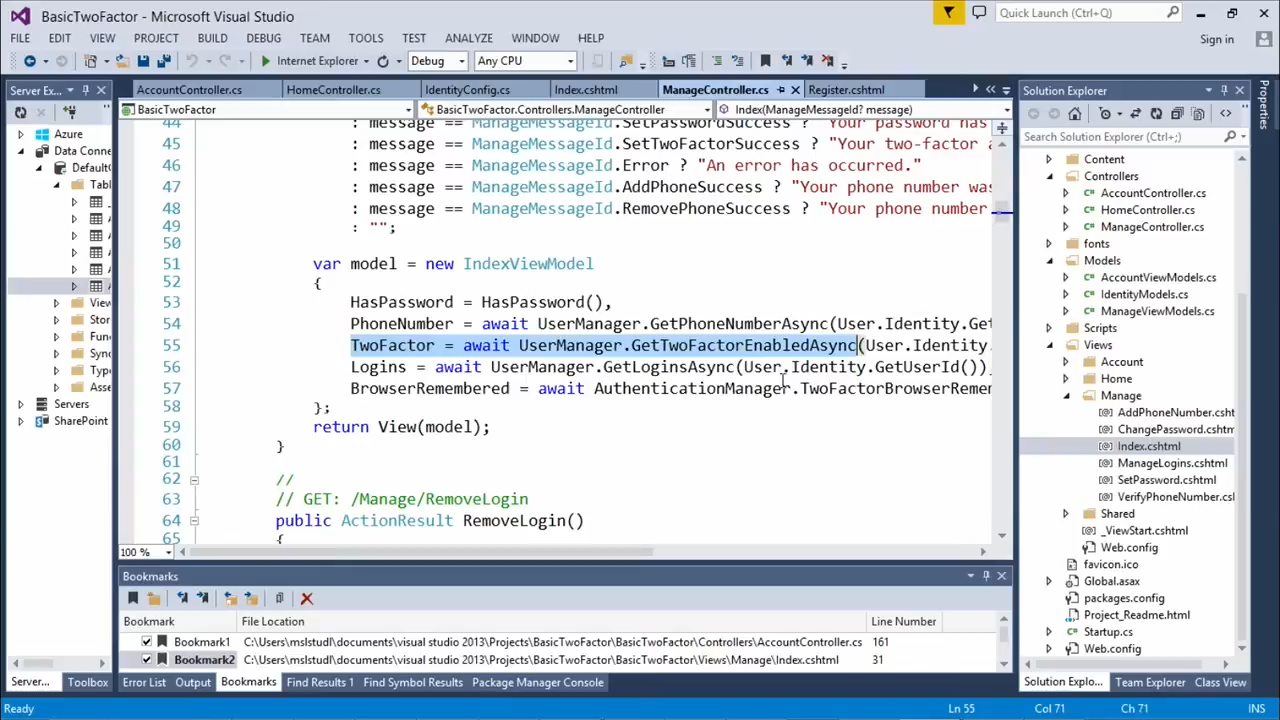 BasicTwoFactor - Microsoft Visual Studio
Quick Launch (Ctrl+Q)
FILE EDIT VIEW PROJECT BUILD DEBUG TEAM TOOLS TEST ANALYZE WINDOW HELP
Sign in
Internet Explorer Debug Any CPU
Server Ex...
AccountController.cs HomeController.cs IdentityConfig.cs Index.cshtml ManageController.cs Register.cshtml
BasicTwoFactor BasicTwoFactor.Controllers.ManageController Index(ManageMessageId? message)
Azure
Data Conne
Default
Tabl
View
Stor
Func
Syn
Type
Asse
Servers
SharePoint
44 message == ManageMessageId.SetPasswordSuccess ? "Your password has
45 : message == ManageMessageId.SetTwoFactorSuccess ? "Your two-factor a
46 : message == ManageMessageId.Error ? "An error has occurred."
47 : message == ManageMessageId.AddPhoneSuccess ? "Your phone number was
48 : message == ManageMessageId.RemovePhoneSuccess ? "Your phone number
49 : "";
50
51 var model = new IndexViewModel
52 {
53 HasPassword = HasPassword(),
54 PhoneNumber = await UserManager.GetPhoneNumberAsync(User.Identity.Get
55 TwoFactor = await UserManager.GetTwoFactorEnabledAsync(User.Identity.
56 Logins = await UserManager.GetLoginsAsync(User.Identity.GetUserId())
57 BrowserRemembered = await AuthenticationManager.TwoFactorBrowserRemem
58 };
59 return View(model);
60 }
61
62 //
63 // GET: /Manage/RemoveLogin
64 public ActionResult RemoveLogin()
65 {
100 %
Solution Explorer
Search Solution Explorer (Ctrl+;)
Content
Controllers
AccountController.cs
HomeController.cs
ManageController.cs
fonts
Models
AccountViewModels.cs
IdentityModels.cs
ManageViewModels.cs
Scripts
Views
Account
Home
Manage
AddPhoneNumber.csht
ChangePassword.cshtm
Index.cshtml
ManageLogins.cshtml
SetPassword.cshtml
VerifyPhoneNumber.csh
Shared
_ViewStart.cshtml
Web.config
favicon.ico
Global.asax
packages.config
Project_Readme.html
Startup.cs
Web.config
Properties
Bookmarks
Bookmark File Location Line Number
Bookmark1 C:\Users\mslstudl\documents\visual studio 2013\Projects\BasicTwoFactor\BasicTwoFactor\Controllers\AccountController.cs 161
Bookmark2 C:\Users\mslstudl\documents\visual studio 2013\Projects\BasicTwoFactor\BasicTwoFactor\Views\Manage\Index.cshtml 31
Server... Toolbox Error List Output Bookmarks Find Results 1 Find Symbol Results Package Manager Console Solution Explo... Team Explorer Class View
Ready Ln 55 Col 71 Ch 71 INS